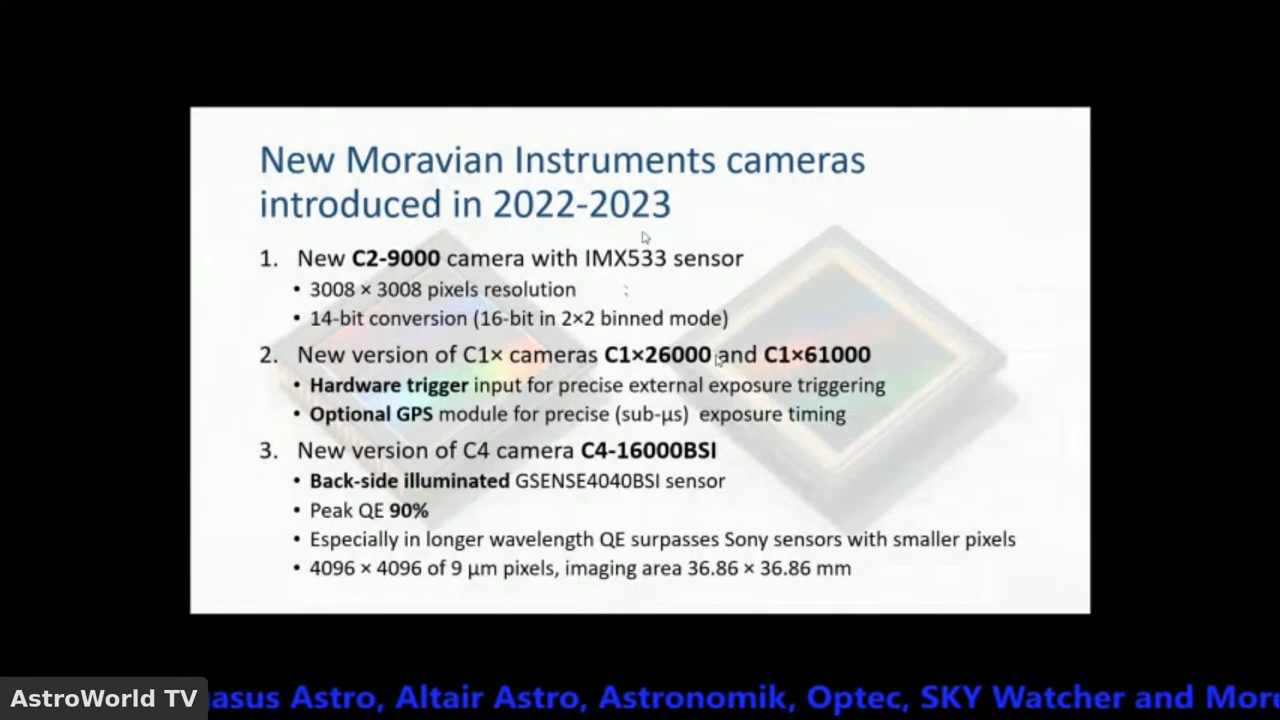 New Moravian Instruments cameras
introduced in 2022-2023
1. New C2-9000 camera with IMX533 sensor
• 3008 × 3008 pixels resolution
• 14-bit conversion (16-bit in 2×2 binned mode)
2. New version of C1× cameras C1×26000 and C1×61000
• Hardware trigger input for precise external exposure triggering
• Optional GPS module for precise (sub-μs) exposure timing
3. New version of C4 camera C4-16000BSI
• Back-side illuminated GSENSE4040BSI sensor
• Peak QE 90%
• Especially in longer wavelength QE surpasses Sony sensors with smaller pixels
• 4096 × 4096 of 9 μm pixels, imaging area 36.86 × 36.86 mm
AstroWorld TV asus Astro, Altair Astro, Astronomik, Optec, SKY Watcher and Mor